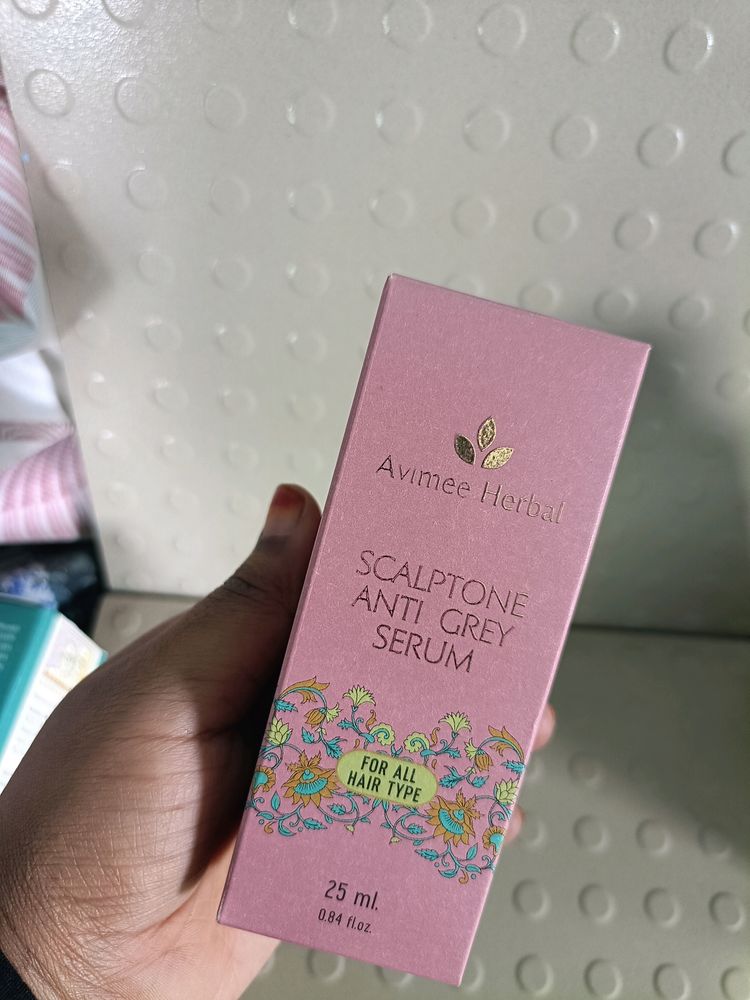 Avimee Herbal
SCALPTONE
ANTI GREY
SERUM
FOR ALL
HAIR TYPE
25 ml.
0.84 fl.oz.